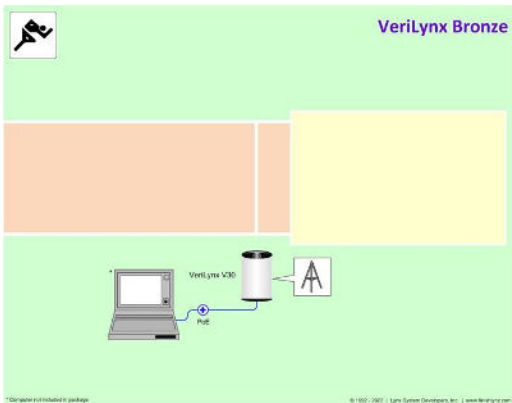 VeriLynx Bronze
*
VeriLynx V30
PoE
* Computer not included in package
© 1992 - 2022 | Lynx System Developers, Inc. | www.finishlynx.com